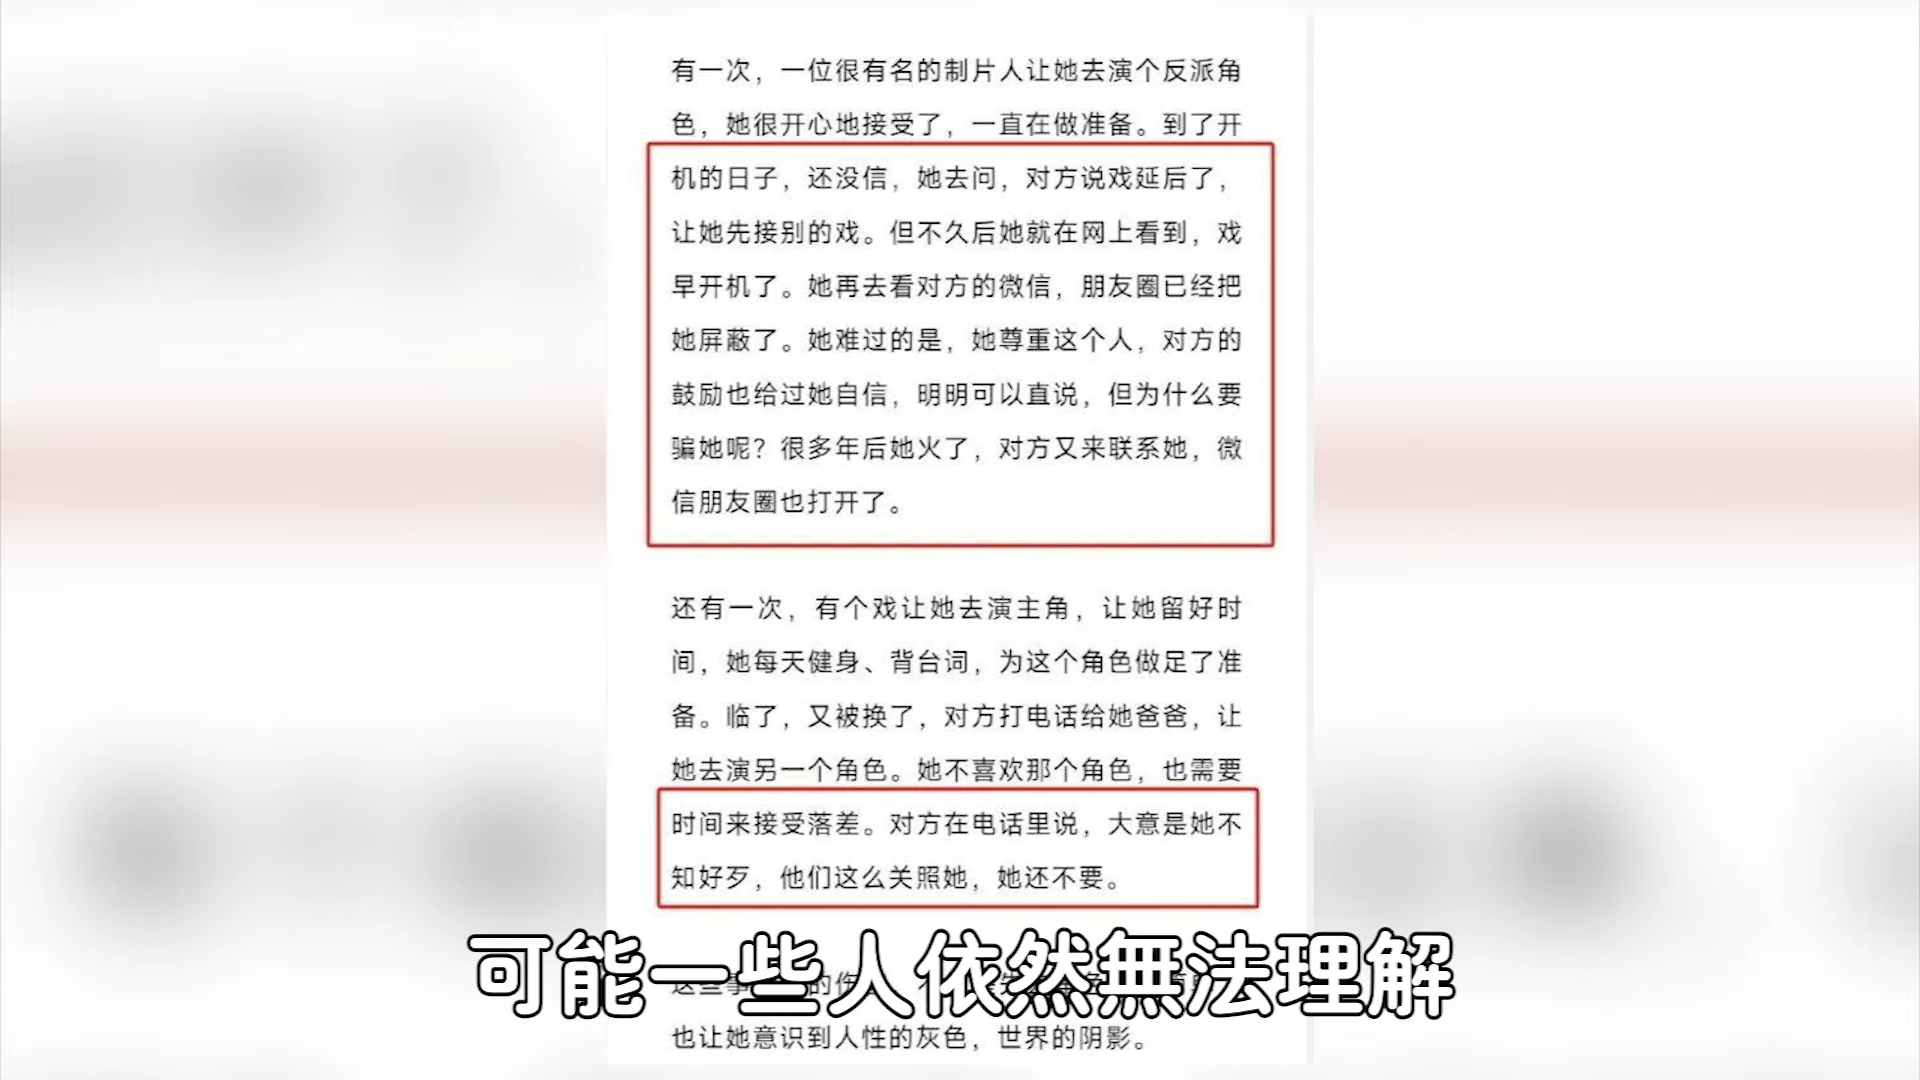 有一次，一位很有名的制片人让她去演个反派角
色，她很开心地接受了，一直在做准备。到了开
机的日子，还没信，她去问，对方说戏延后了，
让她先接别的戏。但不久后她就在网上看到，戏
早开机了。她再去看对方的微信，朋友圈已经把
她屏蔽了。她难过的是，她尊重这个人，对方的
鼓励也给过她自信，明明可以直说，但为什么要
骗她呢？很多年后她火了，对方又来联系她，微
信朋友圈也打开了。
还有一次，有个戏让她去演主角，让她留好时
间，她每天健身、背台词，为这个角色做足了准
备。临了，又被换了，对方打电话给她爸爸，让
她去演另一个角色。她不喜欢那个角色，也需要
时间来接受落差。对方在电话里说，大意是她不
知好歹，他们这么关照她，她还不要。
可能一些人依然無法理解
也让她意识到人性的灰色，世界的阴影。